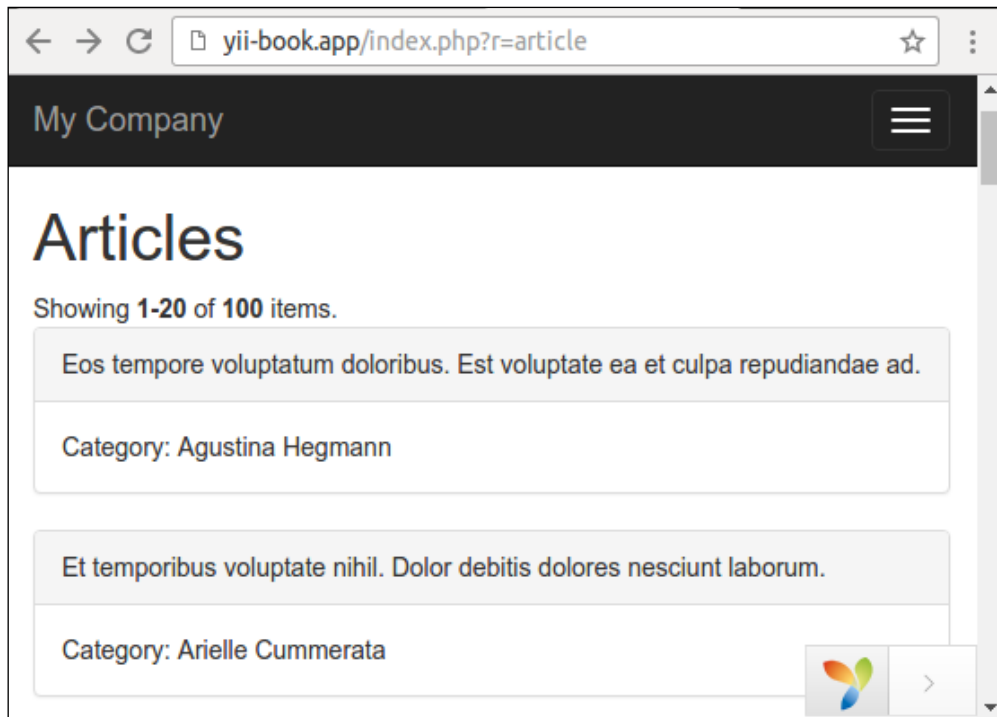 yii-book.app/index.php?r=article
My Company
Articles
Showing 1-20 of 100 items.
Eos tempore voluptatum doloribus. Est voluptate ea et culpa repudiandae ad.
Category: Agustina Hegmann
Et temporibus voluptate nihil. Dolor debitis dolores nesciunt laborum.
Category: Arielle Cummerata